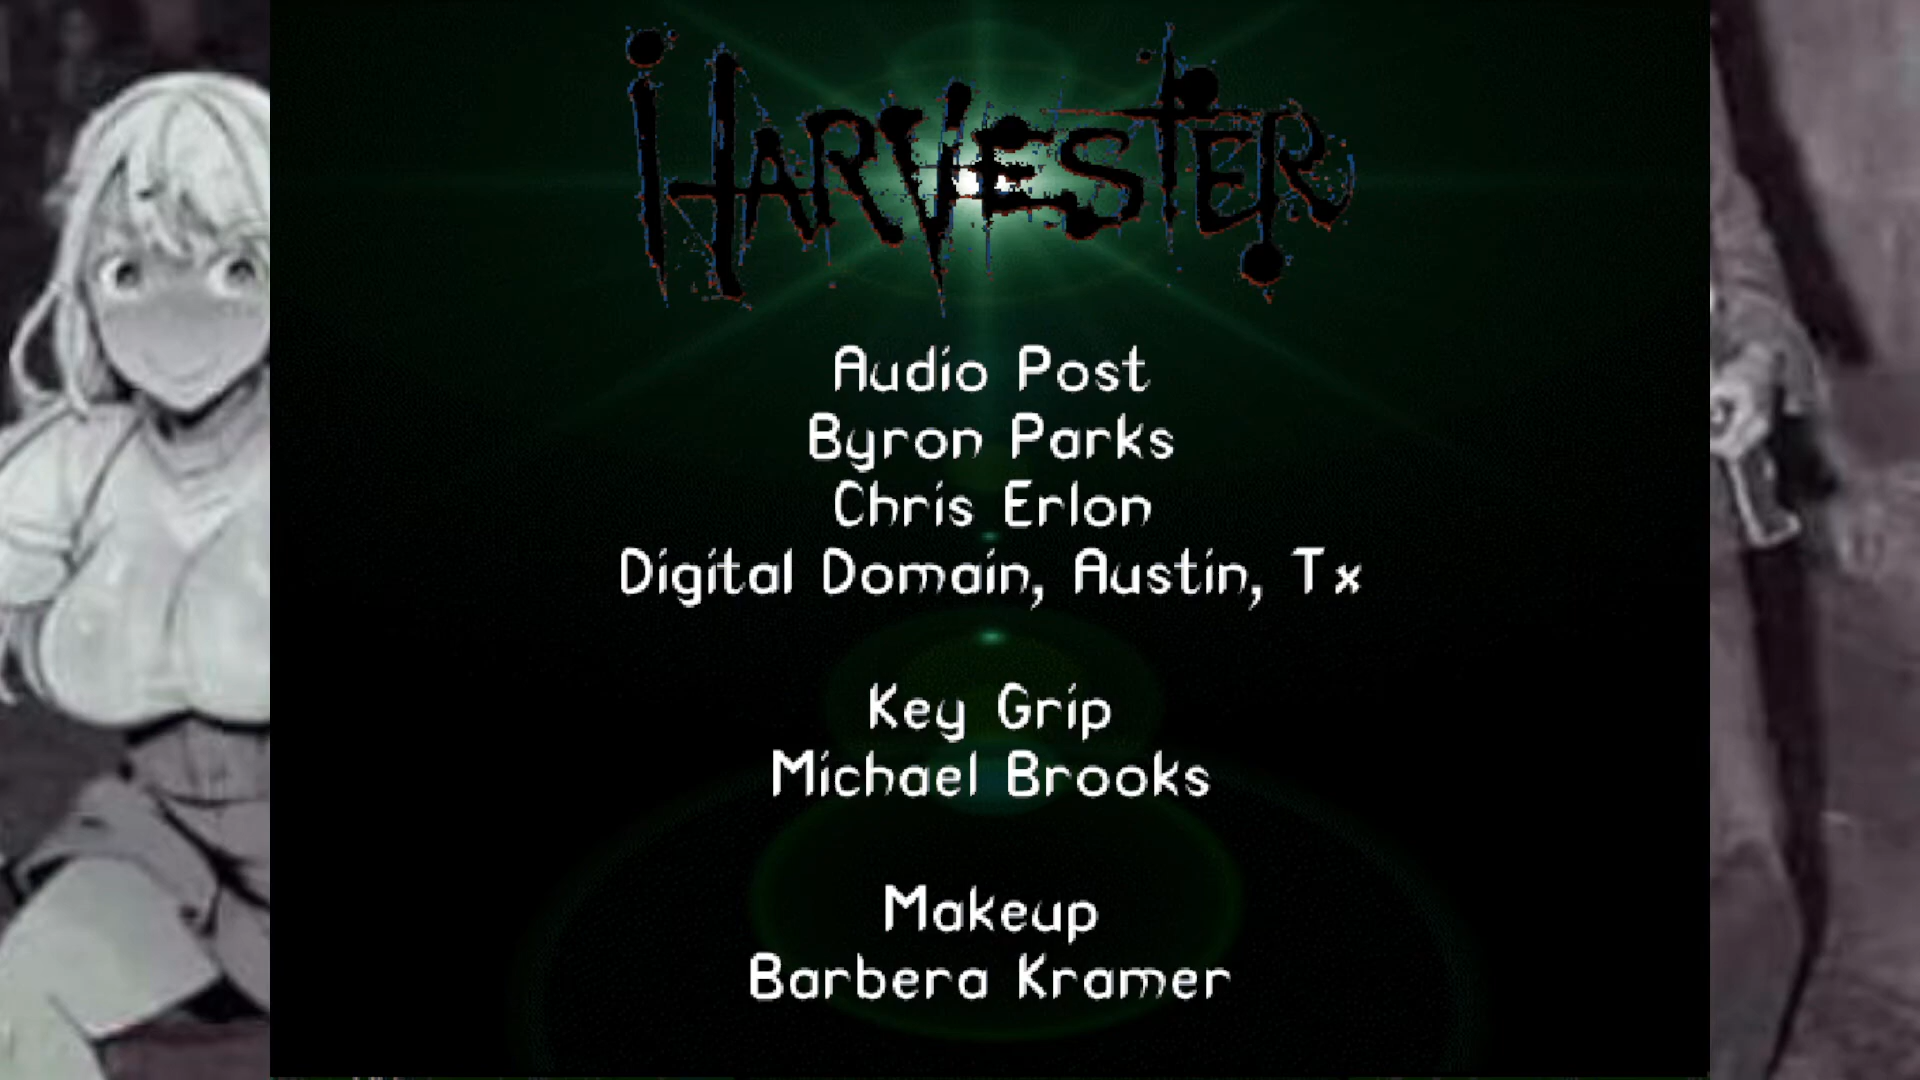 HARVESTER
Audio Post
Byron Parks
Chris Erlon
Digital Domain, Austin, Tx
Key Grip
Michael Brooks
Makeup
Barbera Kramer